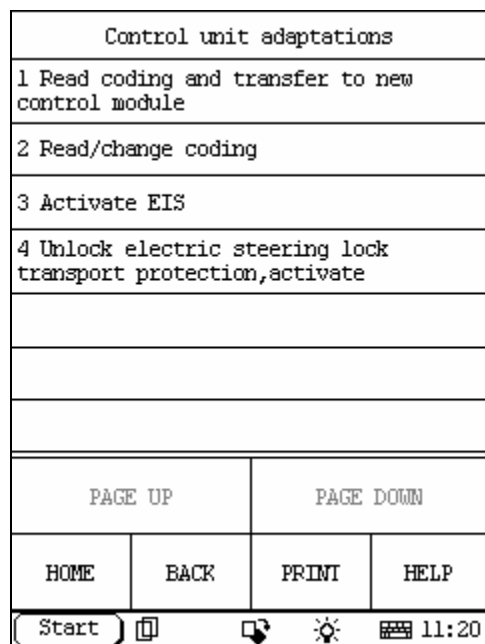 Control unit adaptations
1 Read coding and transfer to new
control module
2 Read/change coding
3 Activate EIS
4 Unlock electric steering lock
transport protection,activate
PAGE UP PAGE DOWN
HOME BACK PRINT HELP
Start 11:20